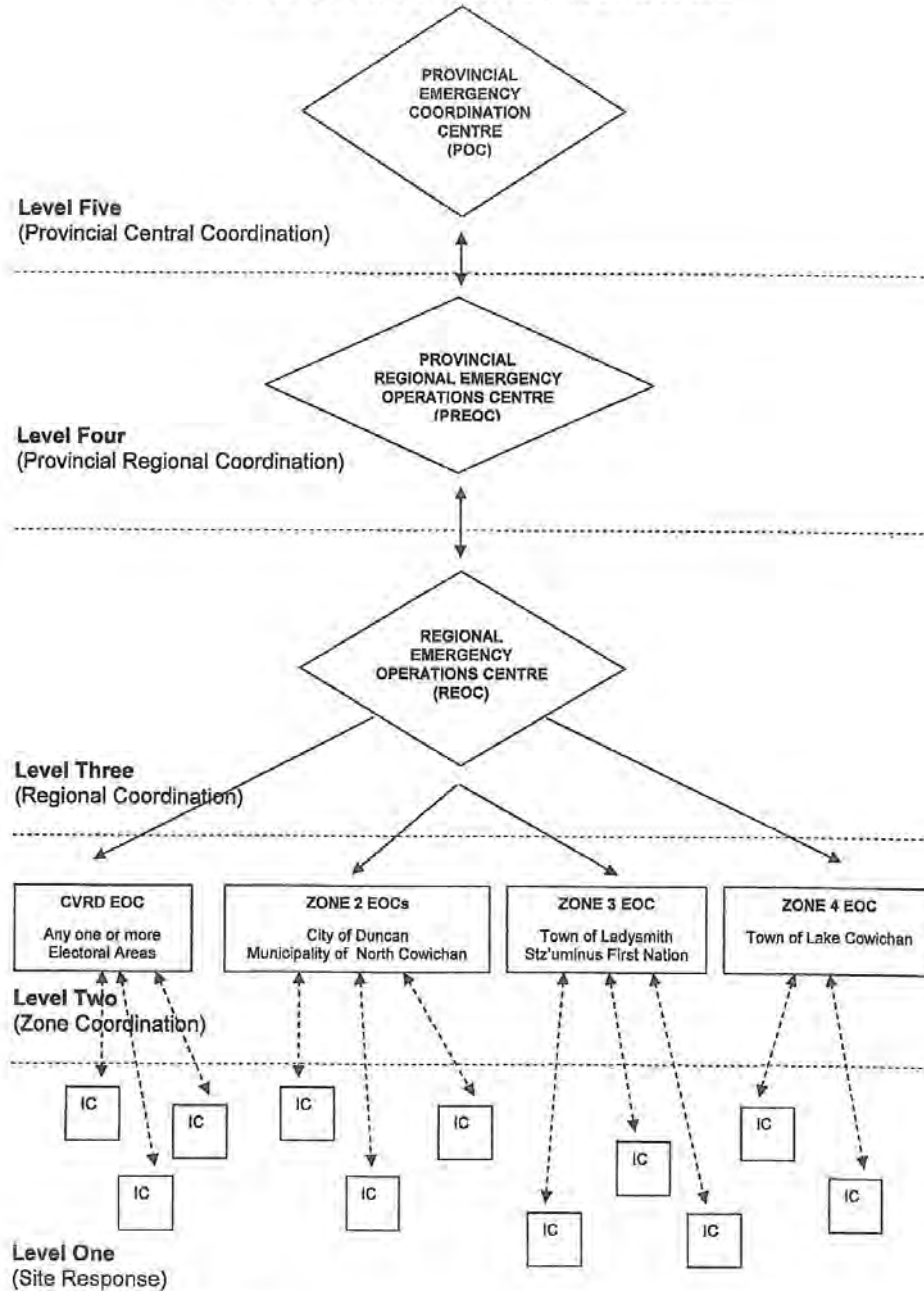 PROVINCIAL
EMERGENCY
COORDINATION
CENTRE
(POC)
Level Five
(Provincial Central Coordination)
PROVINCIAL
REGIONAL EMERGENCY
OPERATIONS CENTRE
(PREOC)
Level Four
(Provincial Regional Coordination)
REGIONAL
EMERGENCY
OPERATIONS CENTRE
(REOC)
Level Three
(Regional Coordination)
CVRD EOC
Any one or more
Electoral Areas
ZONE 2 EOCs
City of Duncan
Municipality of North Cowichan
ZONE 3 EOC
Town of Ladysmith
Stz'uminus First Nation
ZONE 4 EOC
Town of Lake Cowichan
Level Two
(Zone Coordination)
IC
IC
IC
IC
IC
IC
IC
IC
IC
IC
IC
Level One
(Site Response)